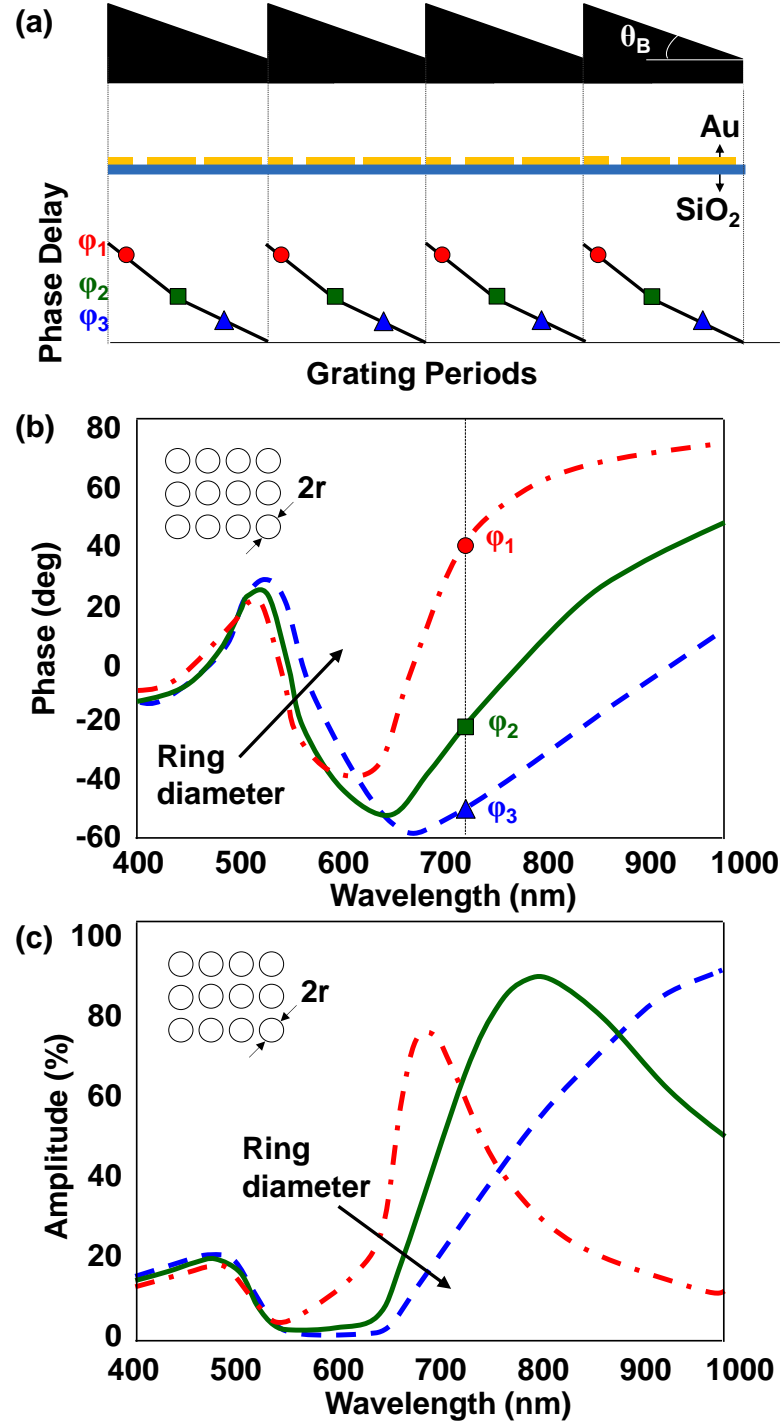 (a)
θB
Au
SiO2
Phase Delay
φ1
φ2
φ3
Grating Periods
(b)
80
60
40
20
0
-20
-40
-60
Phase (deg)
2r
φ1
φ2
φ3
Ring
diameter
400 500 600 700 800 900 1000
Wavelength (nm)
(c)
100
80
60
40
20
0
Amplitude (%)
2r
Ring
diameter
400 500 600 700 800 900 1000
Wavelength (nm)